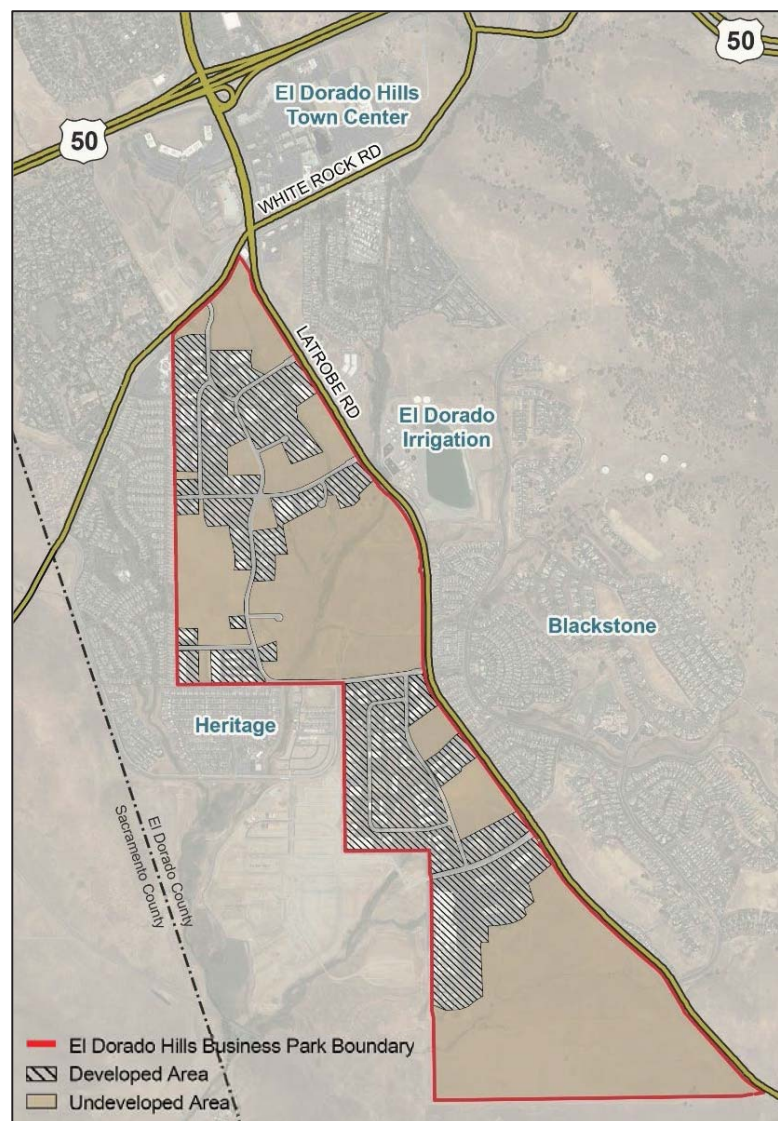 50
El Dorado Hills
Town Center
50
WHITE ROCK RD
LATROBE RD
El Dorado
Irrigation
Blackstone
Heritage
El Dorado County
Sacramento County
El Dorado Hills Business Park Boundary
Developed Area
Undeveloped Area